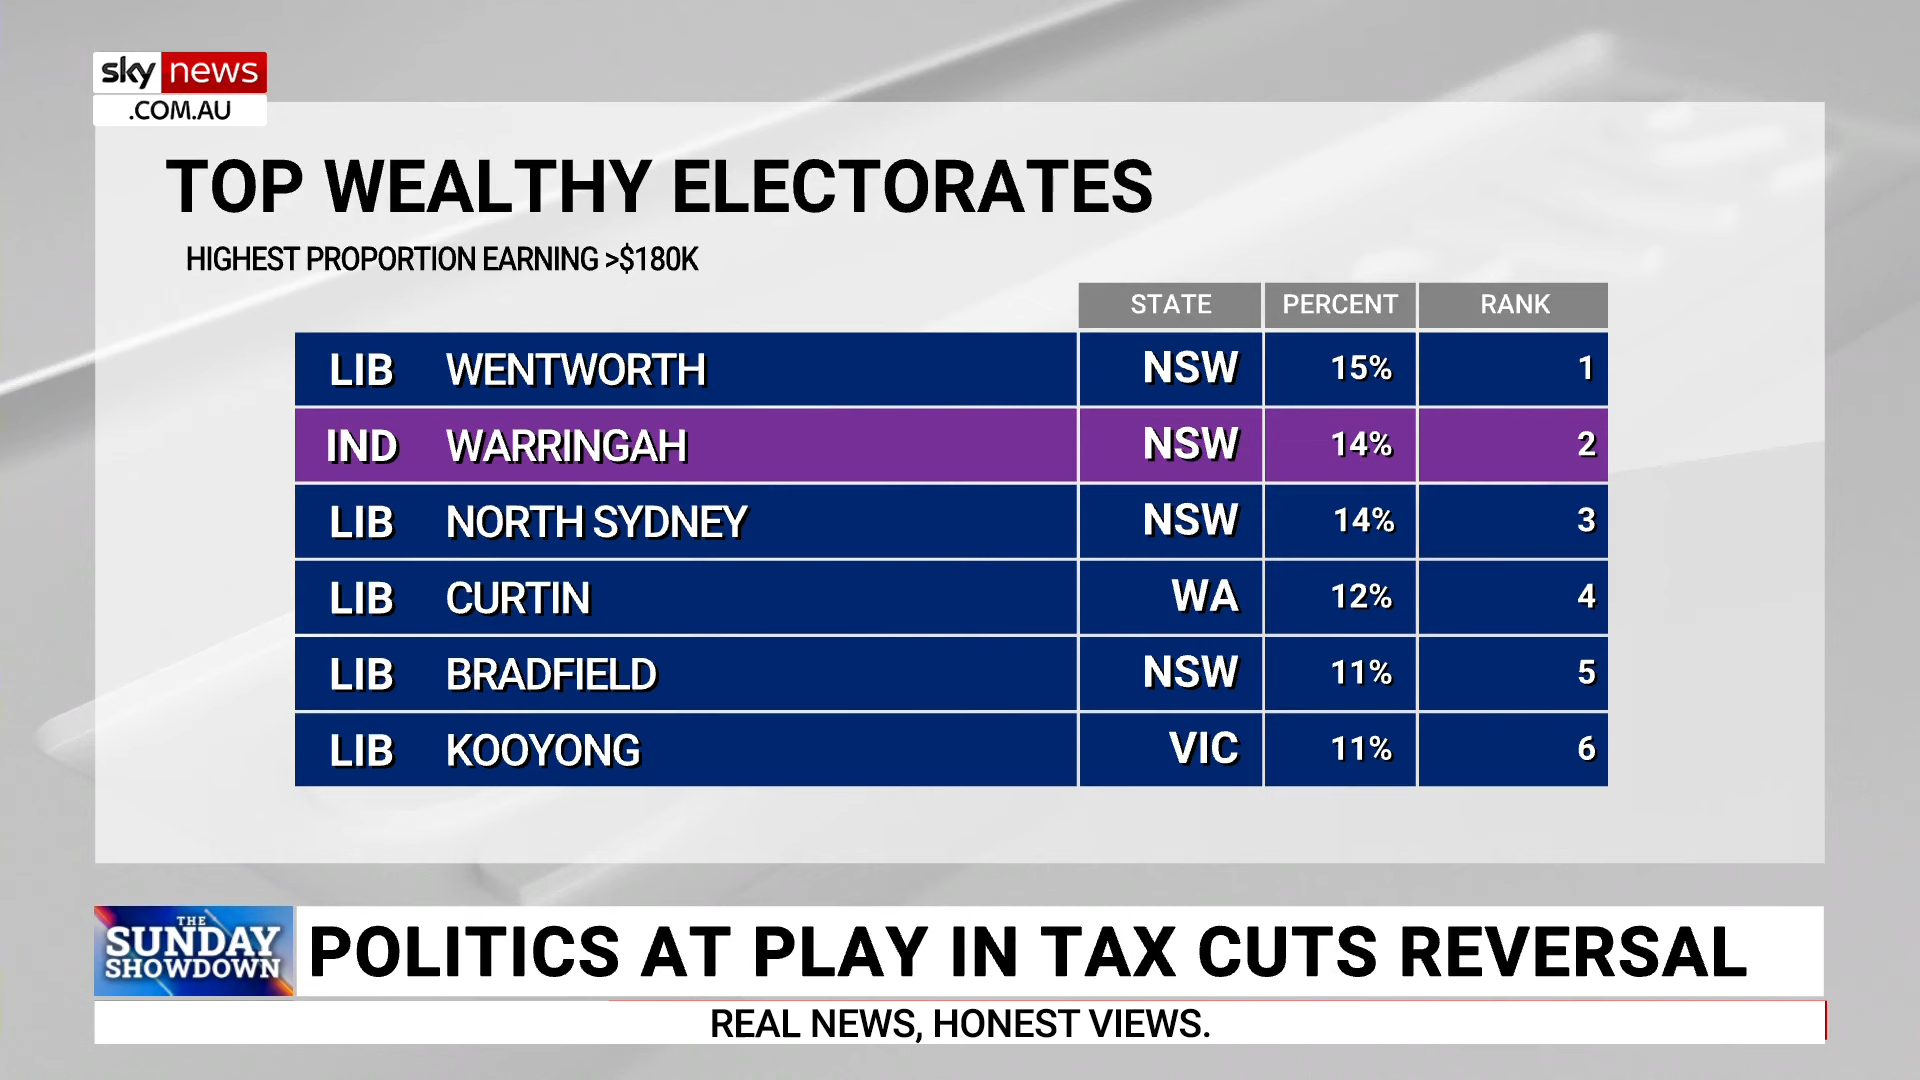 sky news
.COM.AU
TOP WEALTHY ELECTORATES
HIGHEST PROPORTION EARNING >$180K
STATE PERCENT RANK
LIB WENTWORTH NSW 15% 1
IND WARRINGAH NSW 14% 2
LIB NORTH SYDNEY NSW 14% 3
LIB CURTIN WA 12% 4
LIB BRADFIELD NSW 11% 5
LIB KOOYONG VIC 11% 6
THE
SUNDAY
SHOWDOWN
POLITICS AT PLAY IN TAX CUTS REVERSAL
REAL NEWS, HONEST VIEWS.